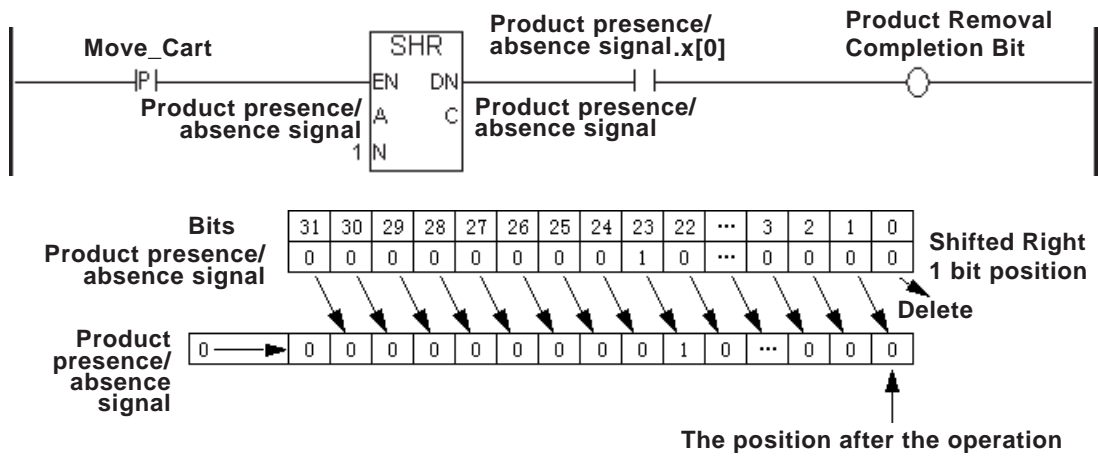 Move_Cart
P
Product presence/
absence signal
1
SHR
EN DN
A C
N
Product presence/
absence signal.x[0]
Product presence/
absence signal
Product Removal
Completion Bit
Bits 31 30 29 28 27 26 25 24 23 22 ... 3 2 1 0
Product presence/
absence signal
0 0 0 0 0 0 0 0 1 0 ... 0 0 0 0
Shifted Right
1 bit position
Delete
Product
presence/
absence
signal
0 0 0 0 0 0 0 0 0 0 1 0 ... 0 0 0
The position after the operation